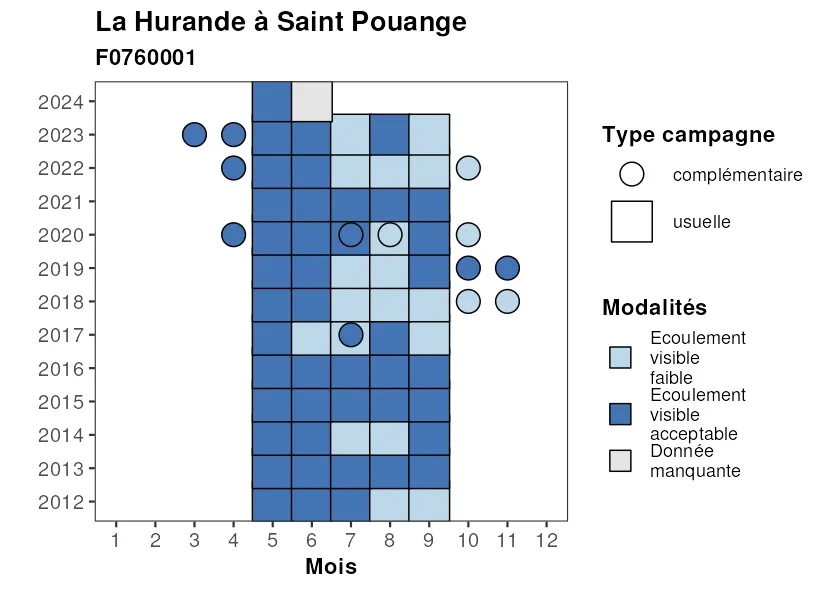 La Hurande à Saint Pouange
F0760001
2024
2023
2022
2021
2020
2019
2018
2017
2016
2015
2014
2013
2012
1 2 3 4 5 6 7 8 9 10 11 12
Mois
Type campagne
complémentaire
usuelle
Modalités
Ecoulement
visible
faible
Ecoulement
visible
acceptable
Donnée
manquante